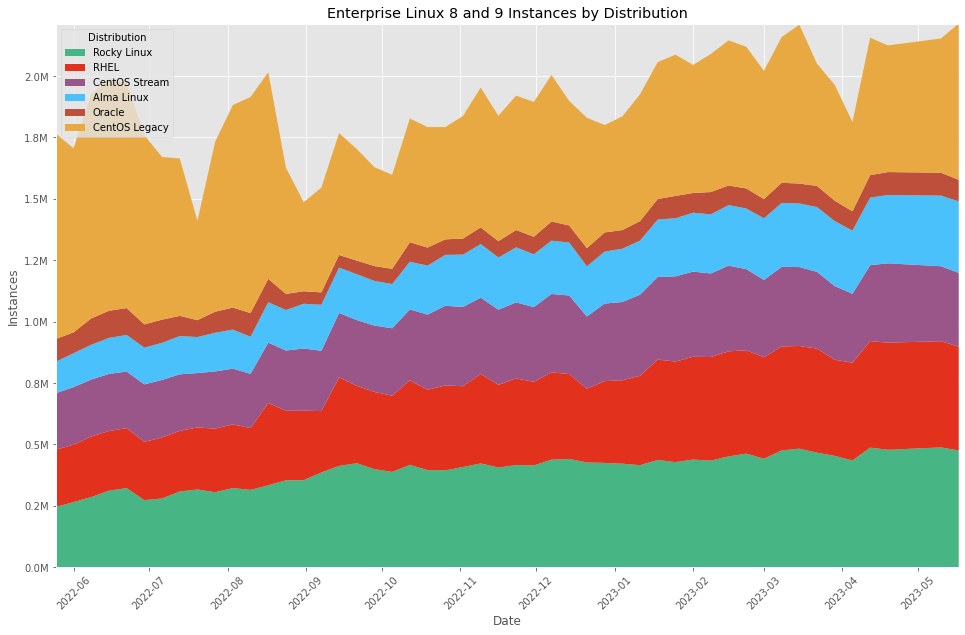 Enterprise Linux 8 and 9 Instances by Distribution
Distribution
Rocky Linux
RHEL
CentOS Stream
Alma Linux
Oracle
CentOS Legacy
2.0M
1.8M
1.5M
1.2M
1.0M
0.8M
0.5M
0.2M
0.0M
Instances
2022-06
2022-07
2022-08
2022-09
2022-10
2022-11
2022-12
2023-01
2023-02
2023-03
2023-04
2023-05
Date